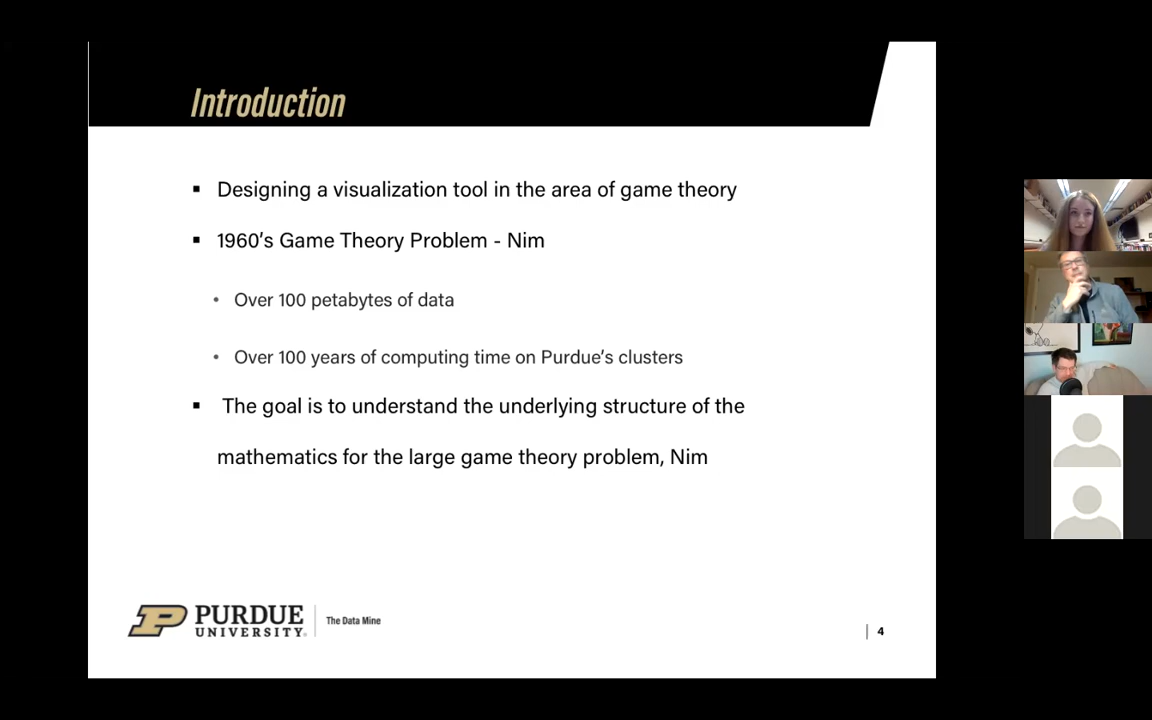 Introduction
▪ Designing a visualization tool in the area of game theory
▪ 1960's Game Theory Problem - Nim
• Over 100 petabytes of data
• Over 100 years of computing time on Purdue's clusters
▪ The goal is to understand the underlying structure of the
mathematics for the large game theory problem, Nim
P PURDUE UNIVERSITY® | The Data Mine
| 4